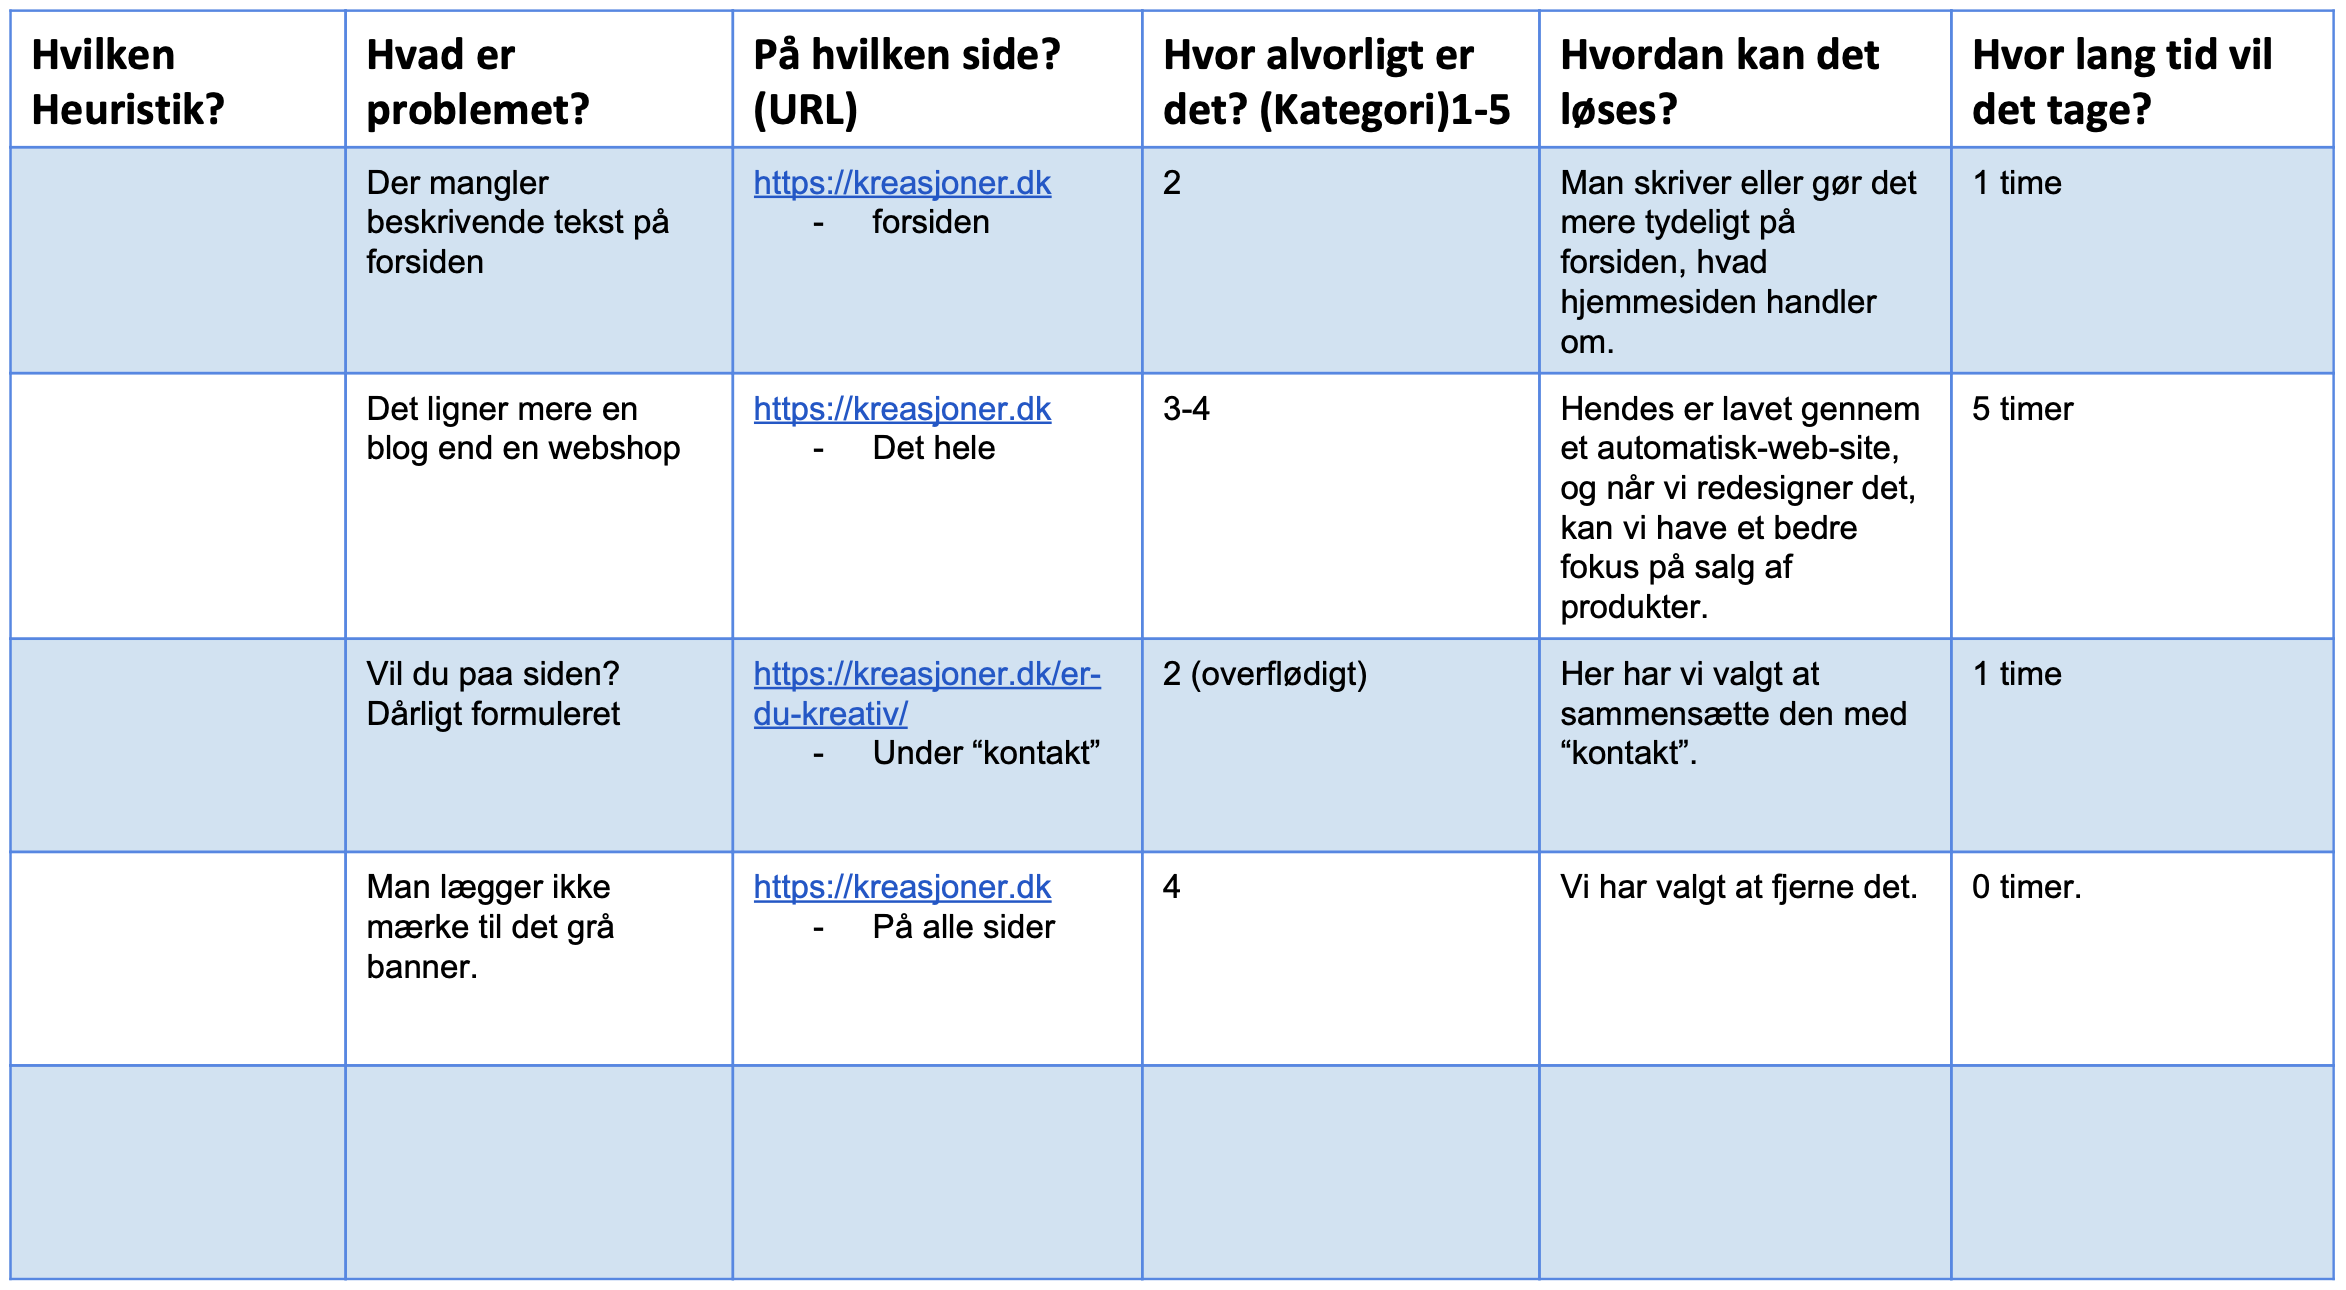 Hvilken
Heuristik?
Hvad er
problemet?
På hvilken side?
(URL)
Hvor alvorligt er
det? (Kategori)1-5
Hvordan kan det
løses?
Hvor lang tid vil
det tage?
Der mangler
beskrivende tekst på
forsiden
https://kreasjoner.dk
- forsiden
2
Man skriver eller gør det
mere tydeligt på
forsiden, hvad
hjemmesiden handler
om.
1 time
Det ligner mere en
blog end en webshop
https://kreasjoner.dk
- Det hele
3-4
Hendes er lavet gennem
et automatisk-web-site,
og når vi redesigner det,
kan vi have et bedre
fokus på salg af
produkter.
5 timer
Vil du paa siden?
Dårligt formuleret
https://kreasjoner.dk/er-
du-kreativ/
- Under “kontakt”
2 (overflødigt)
Her har vi valgt at
sammensætte den med
“kontakt”.
1 time
Man lægger ikke
mærke til det grå
banner.
https://kreasjoner.dk
- På alle sider
4
Vi har valgt at fjerne det.
0 timer.